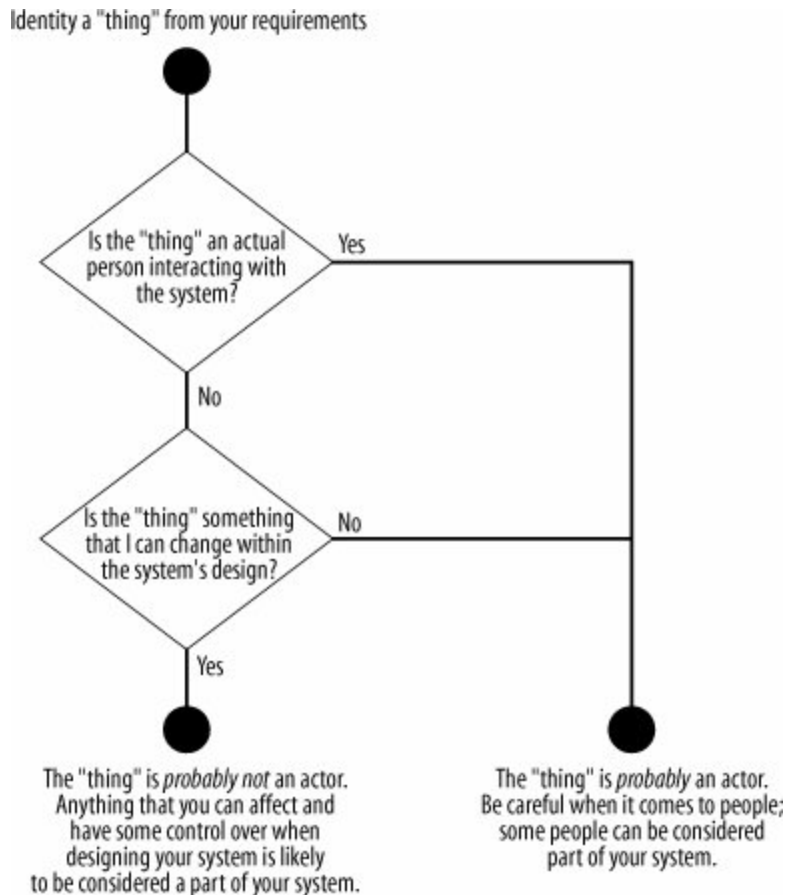 Identity a "thing" from your requirements
Is the "thing" an actual
person interacting with
the system?
Yes
No
Is the "thing" something
that I can change within
the system's design?
No
Yes
The "thing" is probably not an actor.
Anything that you can affect and
have some control over when
designing your system is likely
to be considered a part of your system.
The "thing" is probably an actor.
Be careful when it comes to people;
some people can be considered
part of your system.